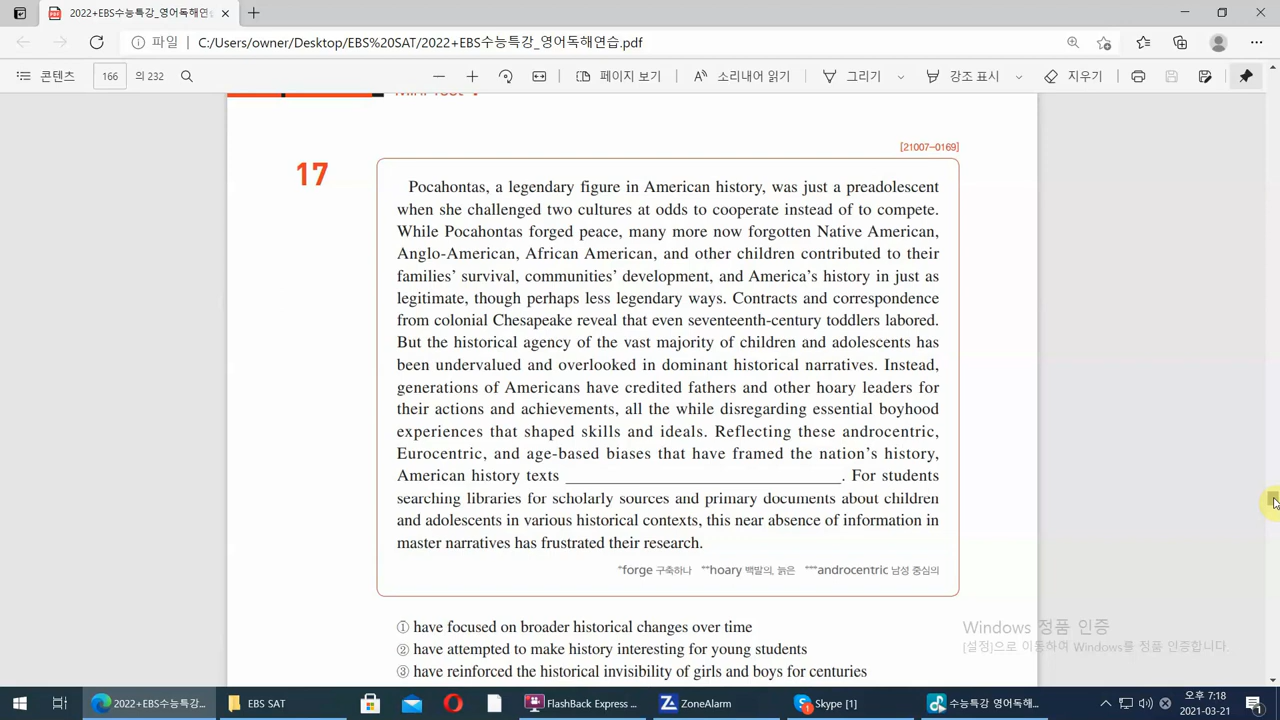 2022+EBS수능특강_영어독해연습
파일
C:/Users/owner/Desktop/EBS%20SAT/2022+EBS수능특강_영어독해연습.pdf
콘텐츠
166
의 232
페이지 보기
소리내어 읽기
그리기
강조 표시
지우기
[21007-0169]
17
Pocahontas, a legendary figure in American history, was just a preadolescent
when she challenged two cultures at odds to cooperate instead of to compete.
While Pocahontas forged peace, many more now forgotten Native American,
Anglo-American, African American, and other children contributed to their
families' survival, communities' development, and America's history in just as
legitimate, though perhaps less legendary ways. Contracts and correspondence
from colonial Chesapeake reveal that even seventeenth-century toddlers labored.
But the historical agency of the vast majority of children and adolescents has
been undervalued and overlooked in dominant historical narratives. Instead,
generations of Americans have credited fathers and other hoary leaders for
their actions and achievements, all the while disregarding essential boyhood
experiences that shaped skills and ideals. Reflecting these androcentric,
Eurocentric, and age-based biases that have framed the nation's history,
American history texts ______________________________. For students
searching libraries for scholarly sources and primary documents about children
and adolescents in various historical contexts, this near absence of information in
master narratives has frustrated their research.
*forge 구축하나 **hoary 백발의, 늙은 ***androcentric 남성 중심의
① have focused on broader historical changes over time
② have attempted to make history interesting for young students
③ have reinforced the historical invisibility of girls and boys for centuries
Windows 정품 인증
[설정]으로 이동하여 Windows를 정품 인증합니다.
2022+EBS수능특강_...
EBS SAT
FlashBack Express ...
ZoneAlarm
Skype [1]
수능특강 영어독해...
오후 7:18
2021-03-21